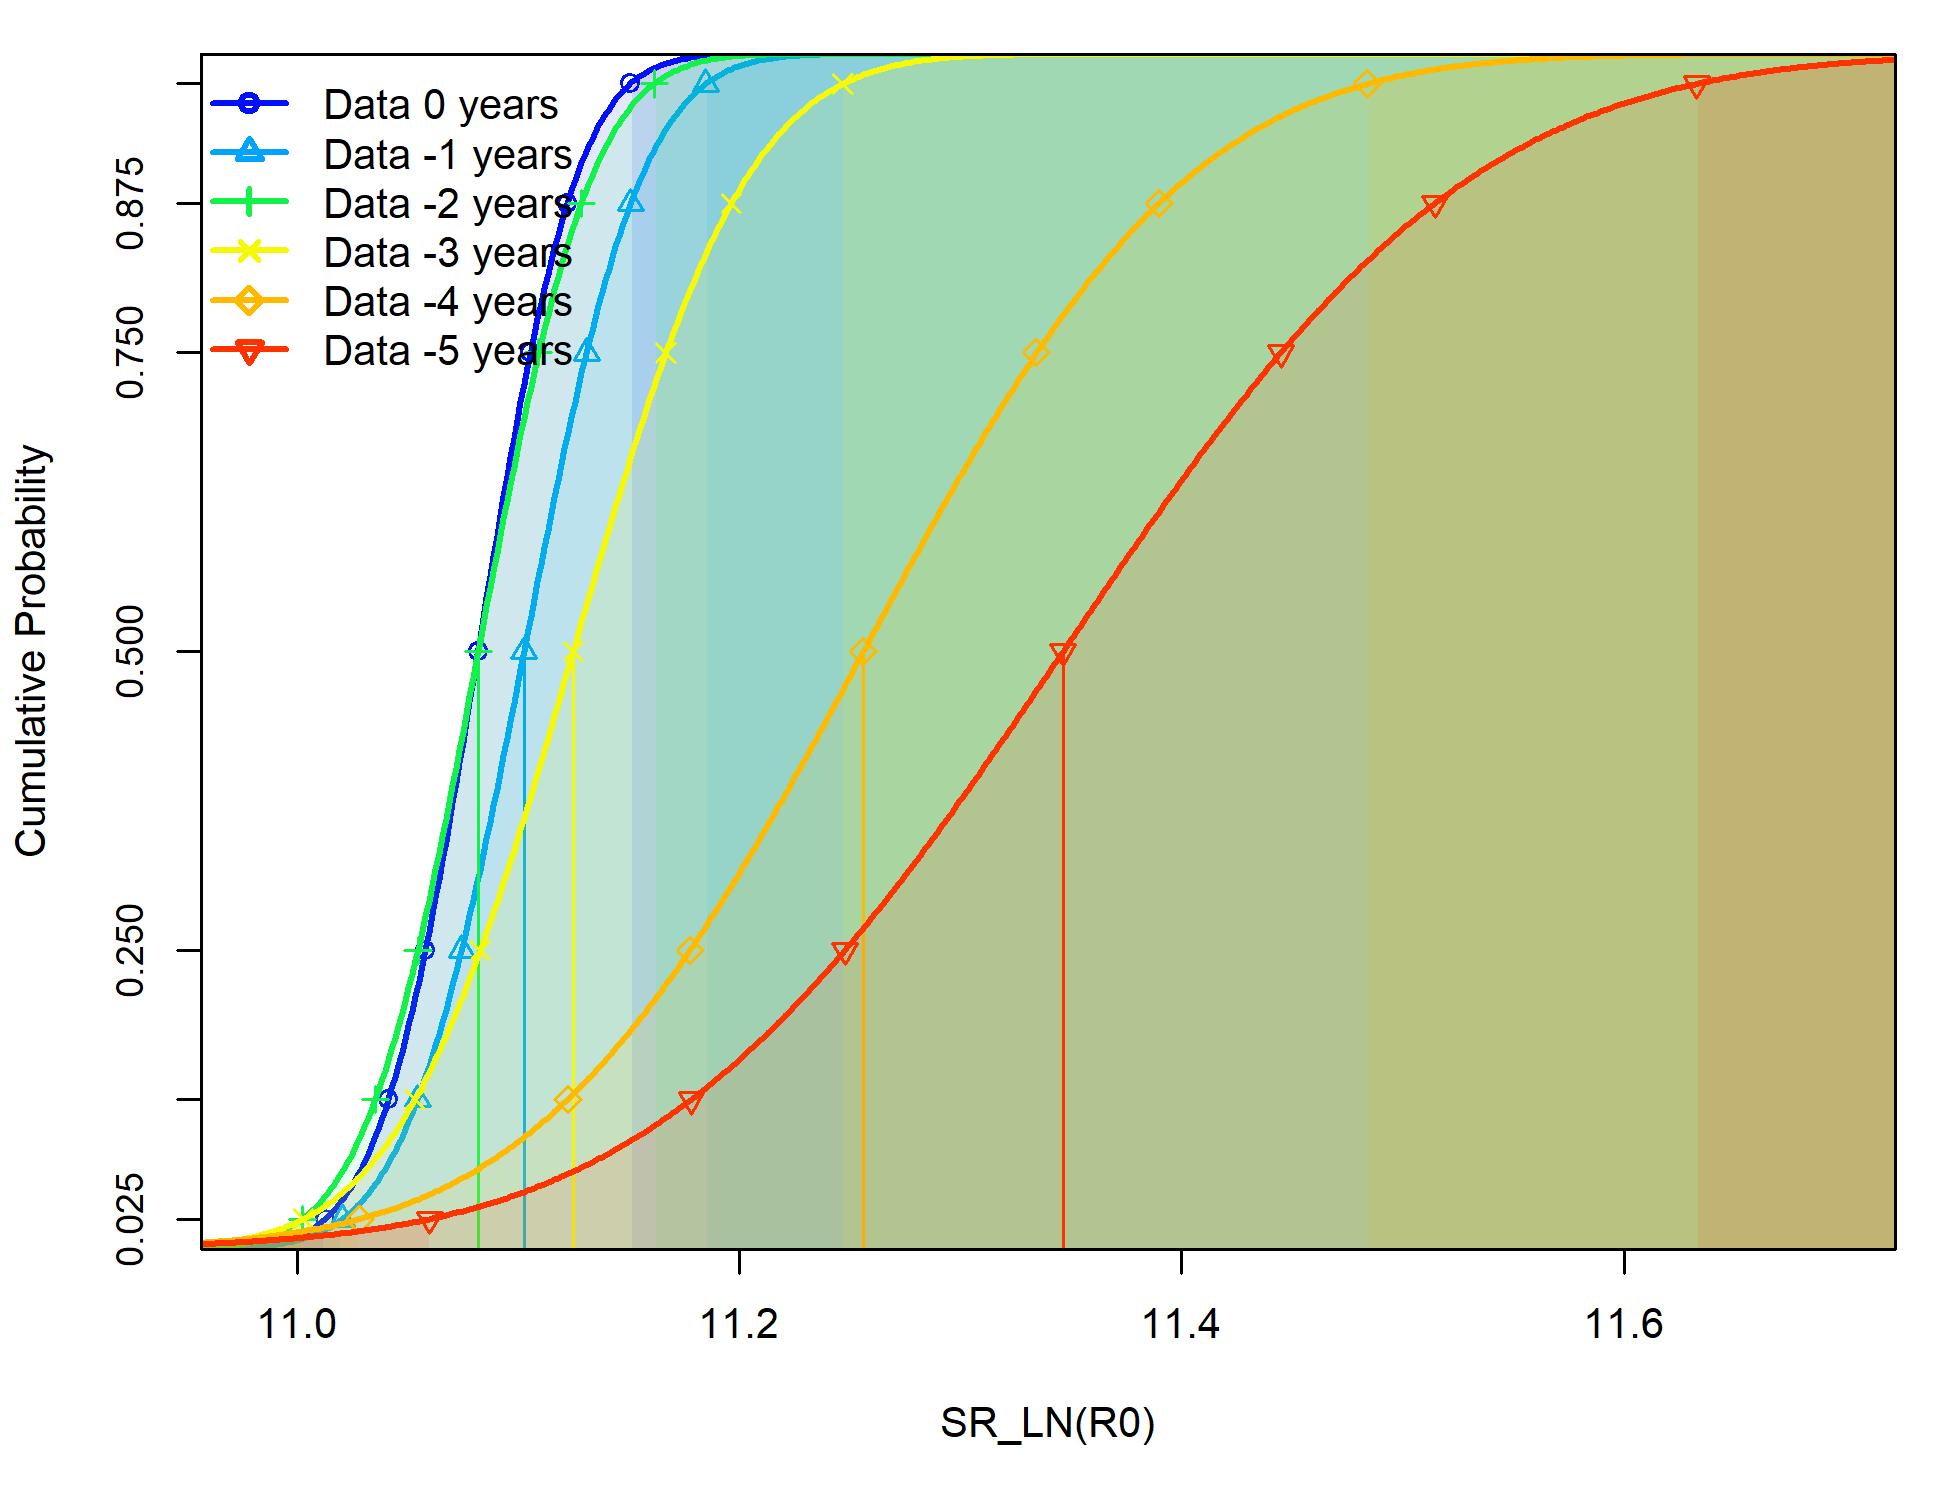 Data 0 years
Data -1 years
Data -2 years
Data -3 years
Data -4 years
Data -5 years
Cumulative Probability
0.875
0.750
0.500
0.250
0.025
11.0 11.2 11.4 11.6
SR_LN(R0)